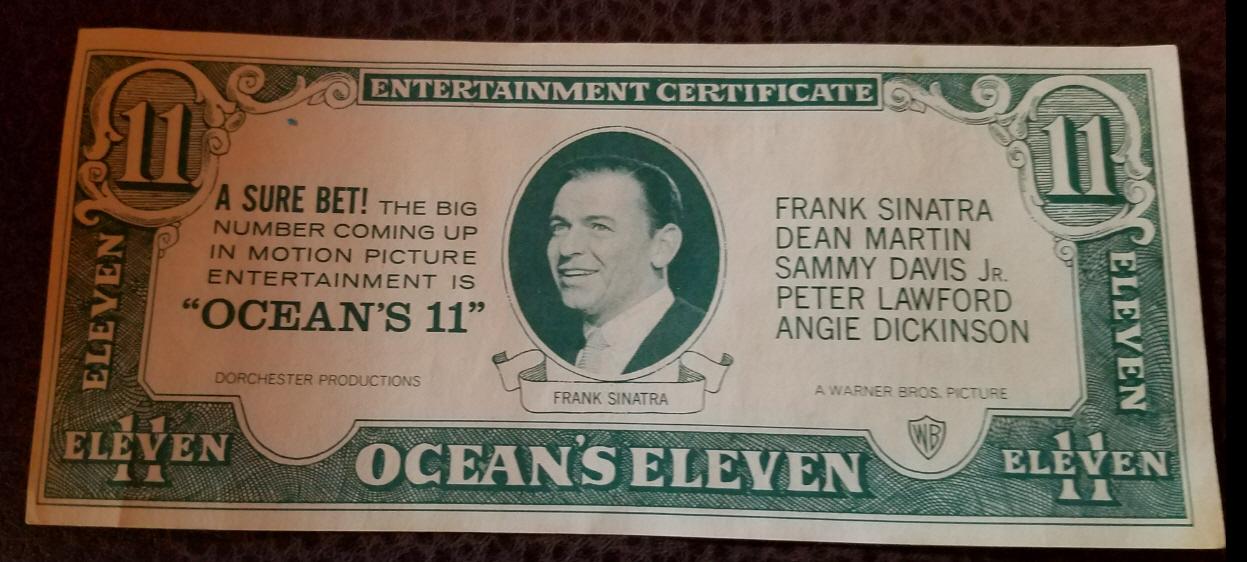 ENTERTAINMENT CERTIFICATE
11
11
A SURE BET! THE BIG
NUMBER COMING UP
IN MOTION PICTURE
ENTERTAINMENT IS
“OCEAN’S 11”
DORCHESTER PRODUCTIONS
FRANK SINATRA
FRANK SINATRA
DEAN MARTIN
SAMMY DAVIS JR.
PETER LAWFORD
ANGIE DICKINSON
A WARNER BROS. PICTURE
WB
ELEVEN
ELEVEN
11
ELEVEN
OCEAN'S ELEVEN
11
ELEVEN